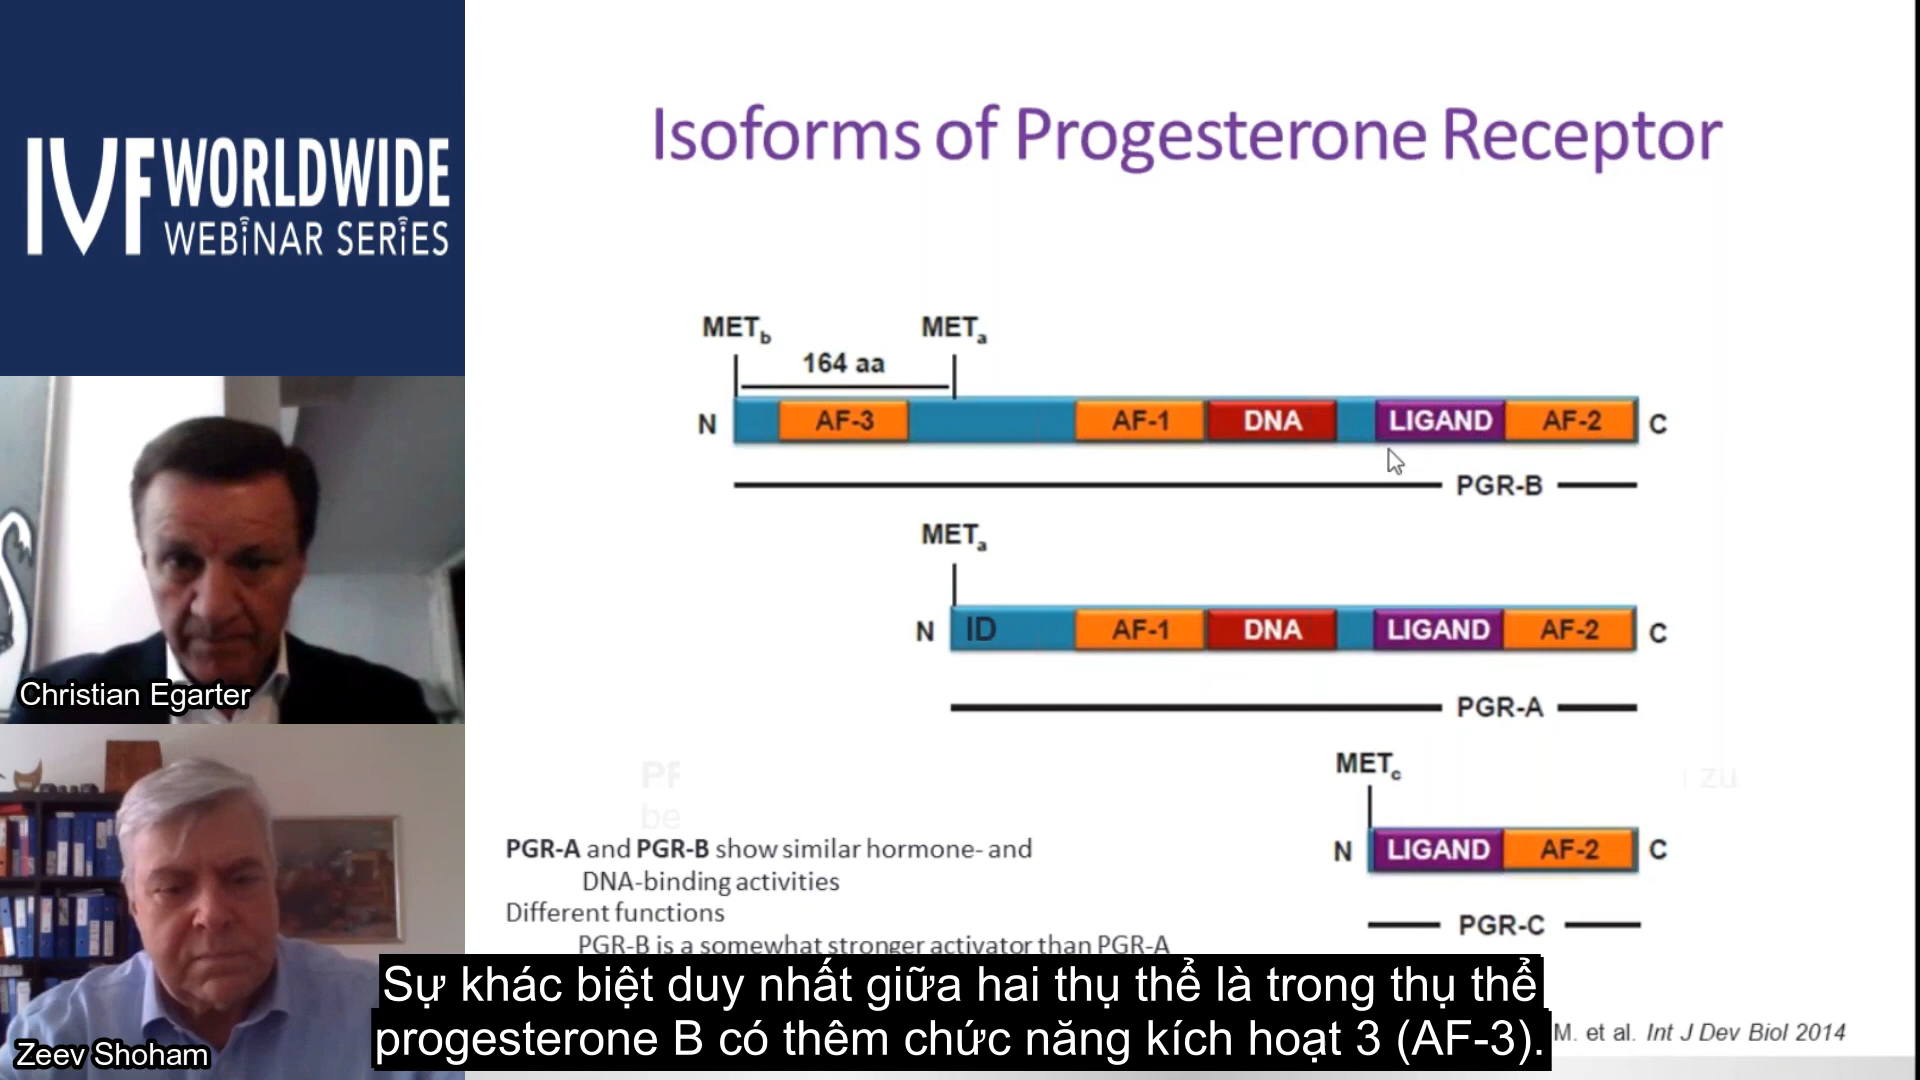 IVF WORLDWIDE
WEBINAR SERIES
Christian Egarter
Zeev Shoham
Isoforms of Progesterone Receptor
METb
METa
164 aa
N
AF-3
AF-1
DNA
LIGAND
AF-2
C
PGR-B
METa
N
ID
AF-1
DNA
LIGAND
AF-2
C
PGR-A
METc
N
LIGAND
AF-2
C
PGR-C
PGR-A and PGR-B show similar hormone- and
DNA-binding activities
Different functions
PGR-B is a somewhat stronger activator than PGR-A
Sự khác biệt duy nhất giữa hai thụ thể là trong thụ thể
progesterone B có thêm chức năng kích hoạt 3 (AF-3).
M. et al. Int J Dev Biol 2014
zu
be